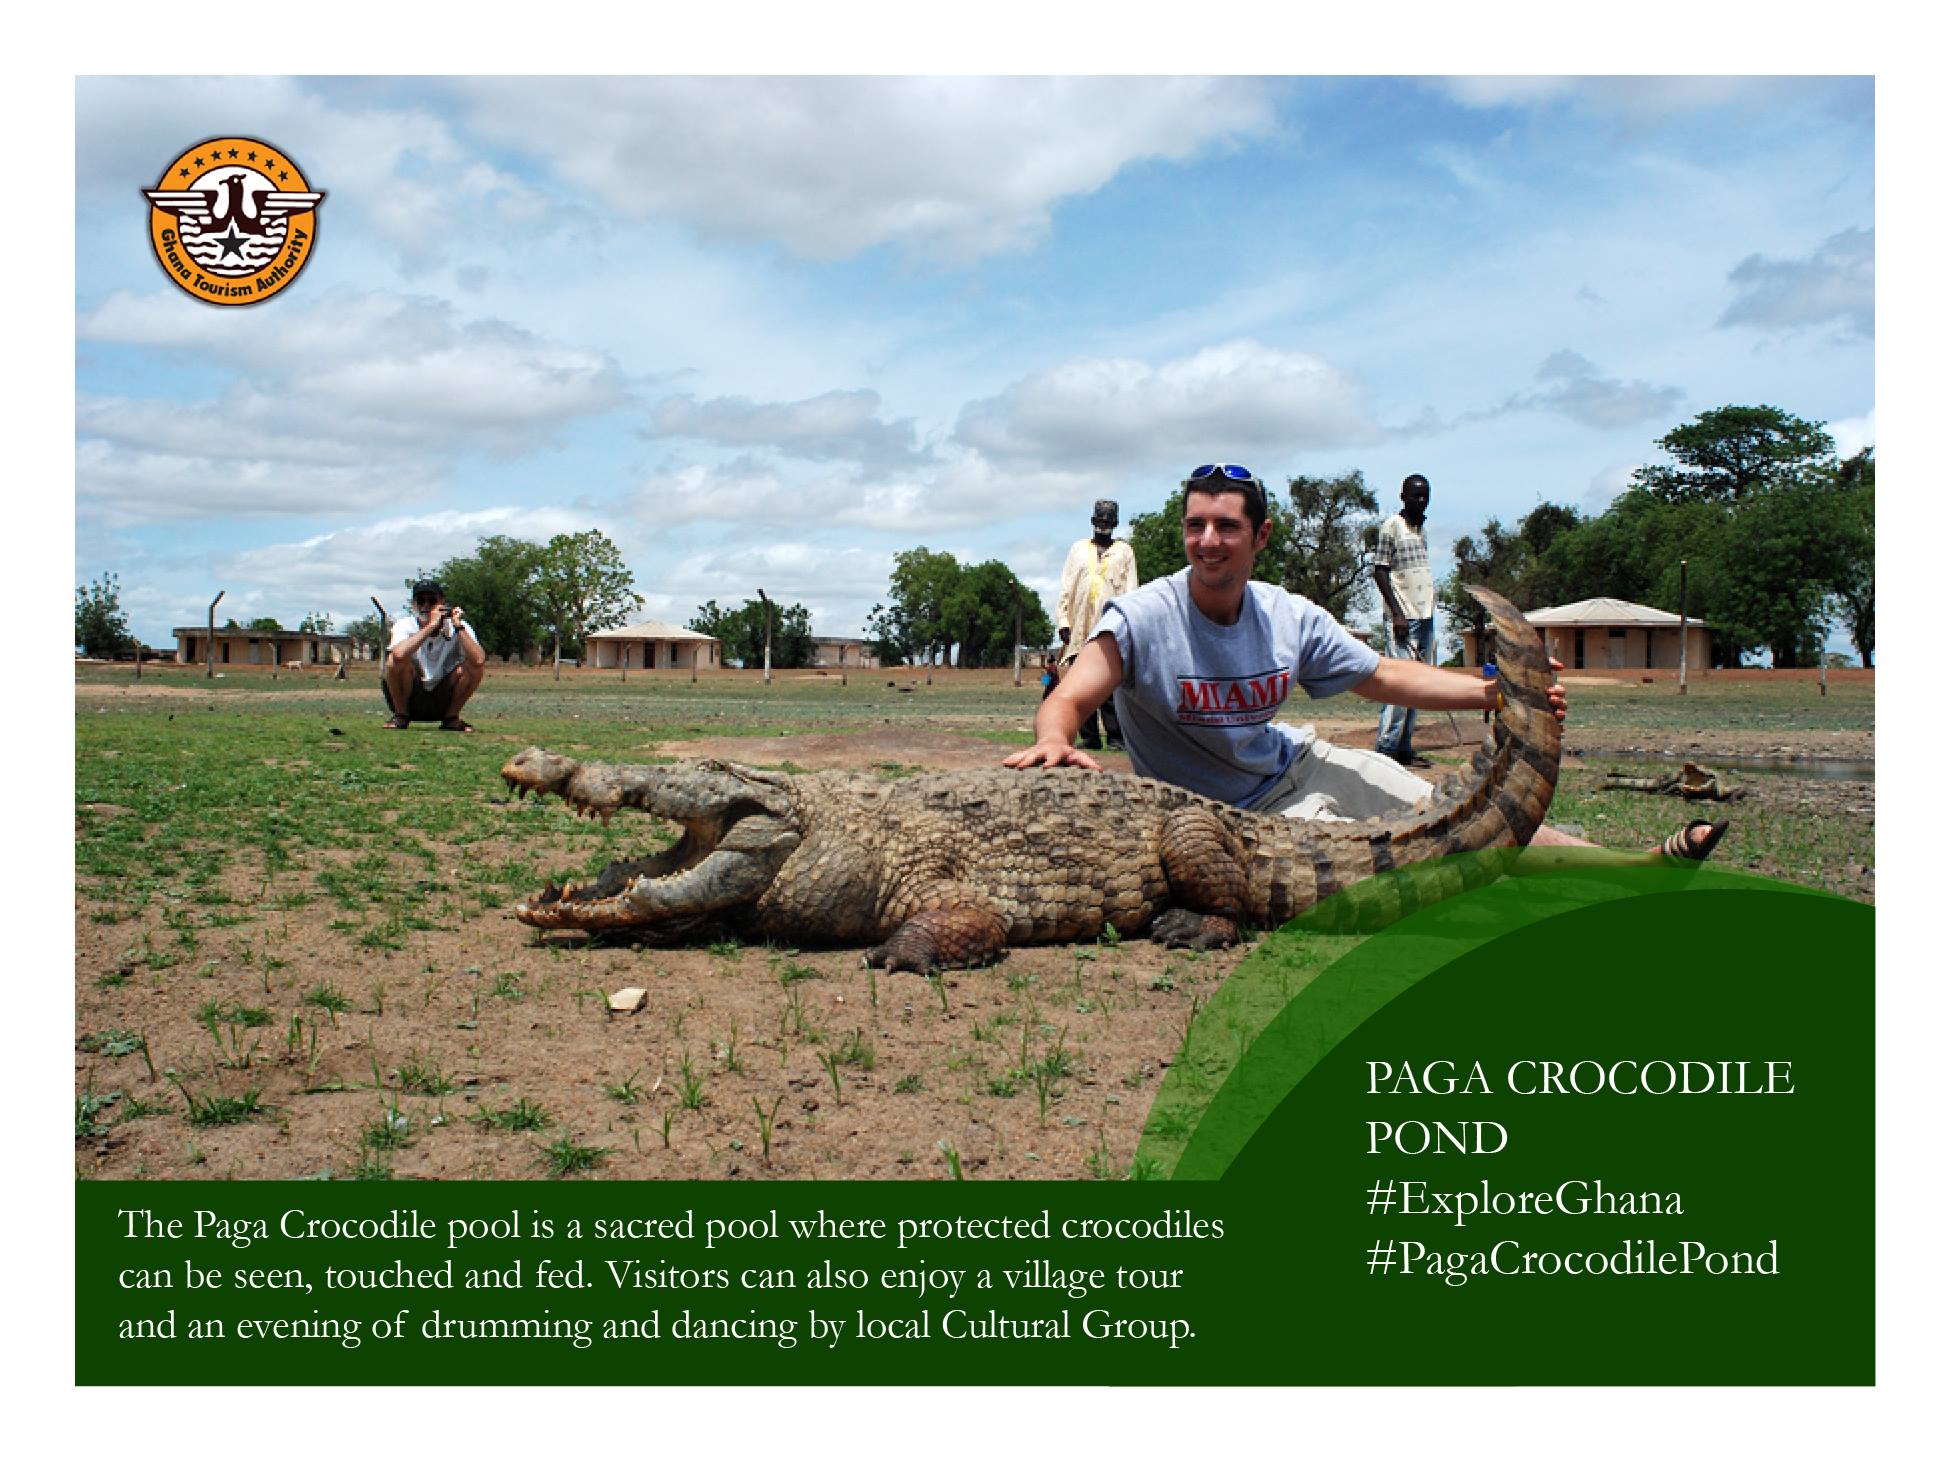 Ghana Tourism Authority
MIAMI
Miami University
The Paga Crocodile pool is a sacred pool where protected crocodiles
can be seen, touched and fed. Visitors can also enjoy a village tour
and an evening of drumming and dancing by local Cultural Group.
PAGA CROCODILE
POND
#ExploreGhana
#PagaCrocodilePond